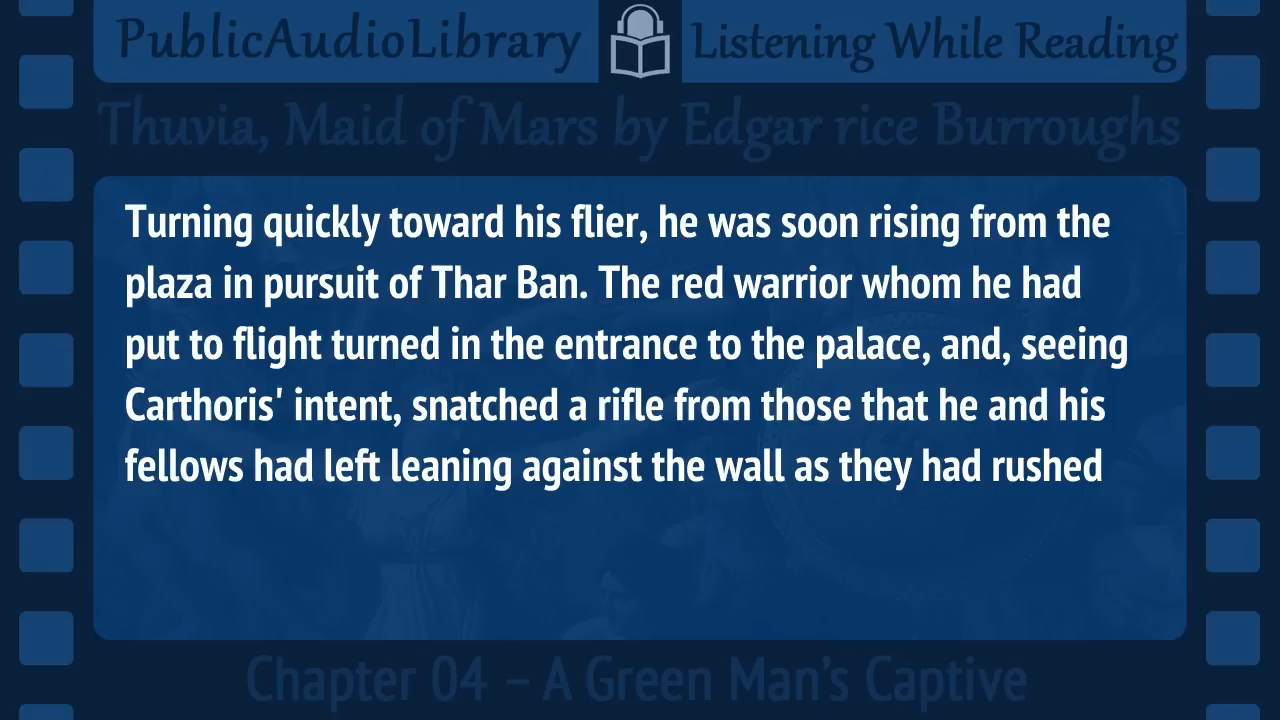 PublicAudioLibrary Listening While Reading
Thuvia, Maid of Mars by Edgar rice Burroughs
Turning quickly toward his flier, he was soon rising from the
plaza in pursuit of Thar Ban. The red warrior whom he had
put to flight turned in the entrance to the palace, and, seeing
Carthoris' intent, snatched a rifle from those that he and his
fellows had left leaning against the wall as they had rushed
Chapter 04 – A Green Man’s Captive